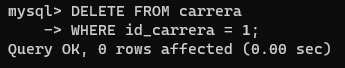 mysql> DELETE FROM carrera
    -> WHERE id_carrera = 1;
Query OK, 0 rows affected (0.00 sec)